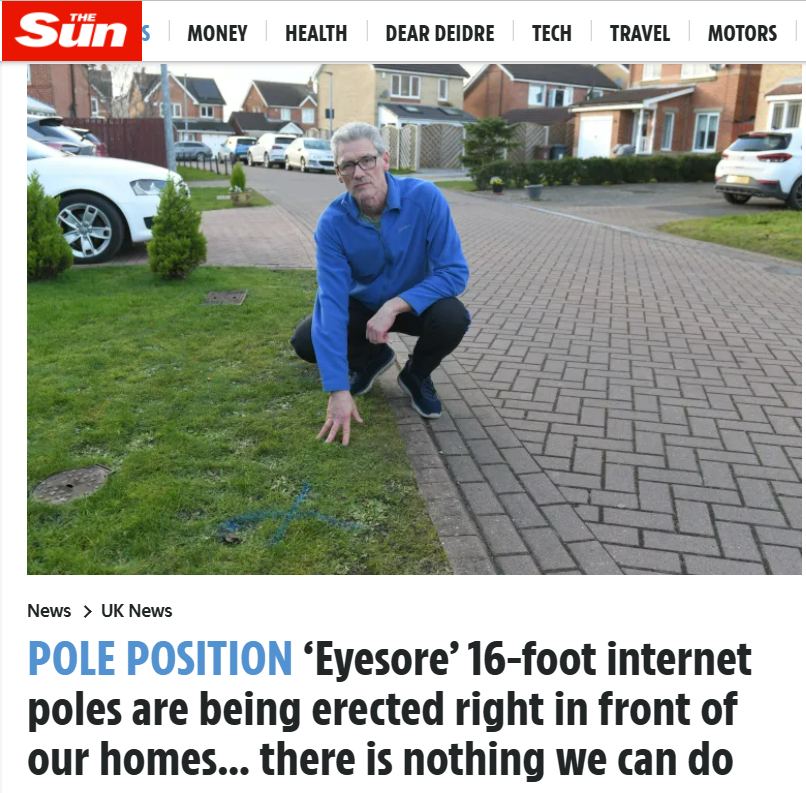 THE
Sun
S MONEY HEALTH DEAR DEIDRE TECH TRAVEL MOTORS
News > UK News
POLE POSITION ‘Eyesore’ 16-foot internet
poles are being erected right in front of
our homes... there is nothing we can do